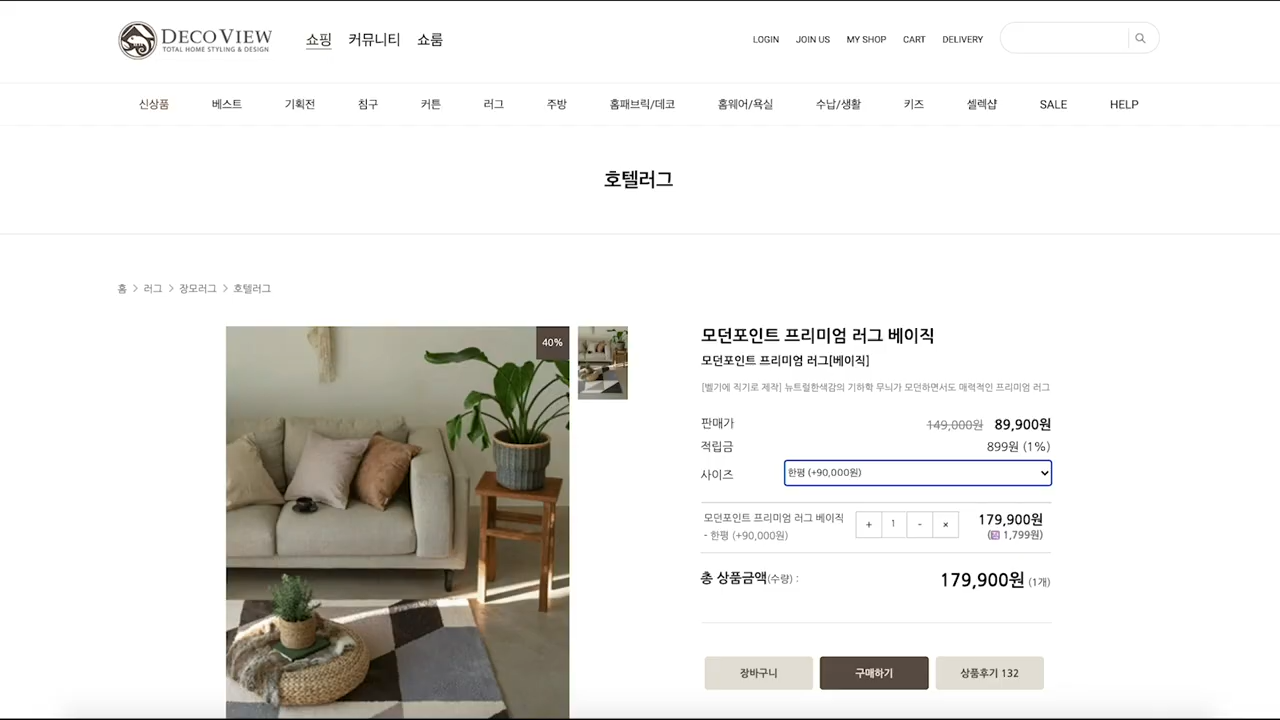 DECO VIEW
TOTAL HOME STYLING & DESIGN
쇼핑 커뮤니티 쇼룸
LOGIN JOIN US MY SHOP CART DELIVERY
신상품 베스트 기획전 침구 커튼 러그 주방 홈패브릭/데코 홈웨어/욕실 수납/생활 키즈 셀렉샵 SALE HELP
호텔러그
홈 > 러그 > 장모러그 > 호텔러그
40%
모던포인트 프리미엄 러그 베이직
모던포인트 프리미엄 러그[베이직]
[벨기에 직기로 제작] 뉴트럴한색감의 기하학 무늬가 모던하면서도 매력적인 프리미엄 러그
판매가 149,000원 89,900원
적립금 899원 (1%)
사이즈 한평 (+90,000원)
모던포인트 프리미엄 러그 베이직
- 한평 (+90,000원)
+ 1 - × 179,900원
(적 1,799원)
총 상품금액(수량) : 179,900원 (1개)
장바구니 구매하기 상품후기 132